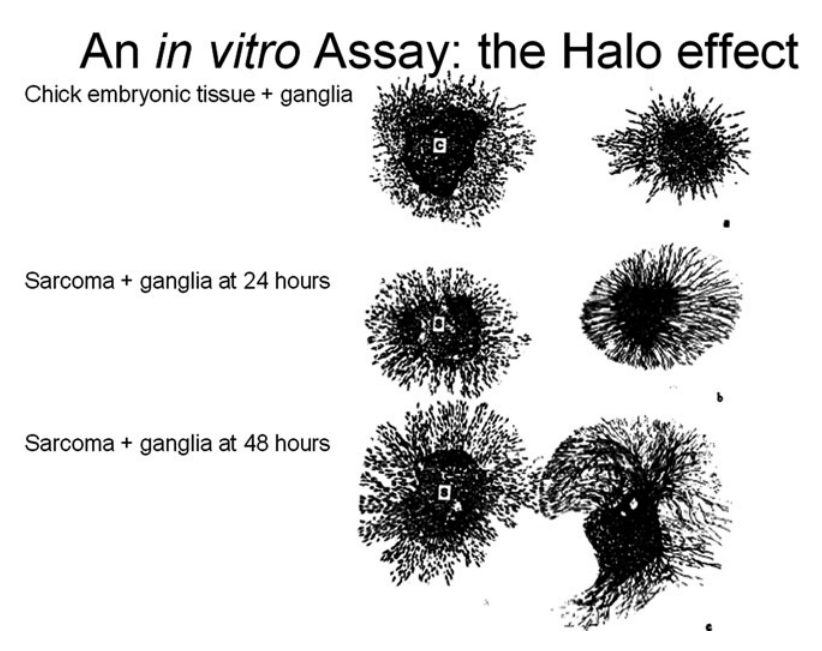 An in vitro Assay: the Halo effect
Chick embryonic tissue + ganglia
C
a
Sarcoma + ganglia at 24 hours
S
b
Sarcoma + ganglia at 48 hours
S
c